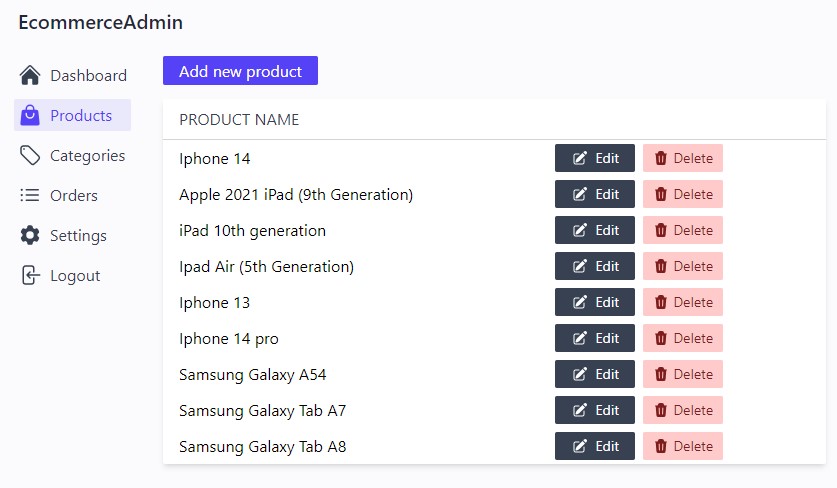 EcommerceAdmin
Dashboard
Products
Categories
Orders
Settings
Logout
Add new product
PRODUCT NAME
Iphone 14 Edit Delete
Apple 2021 iPad (9th Generation) Edit Delete
iPad 10th generation Edit Delete
Ipad Air (5th Generation) Edit Delete
Iphone 13 Edit Delete
Iphone 14 pro Edit Delete
Samsung Galaxy A54 Edit Delete
Samsung Galaxy Tab A7 Edit Delete
Samsung Galaxy Tab A8 Edit Delete